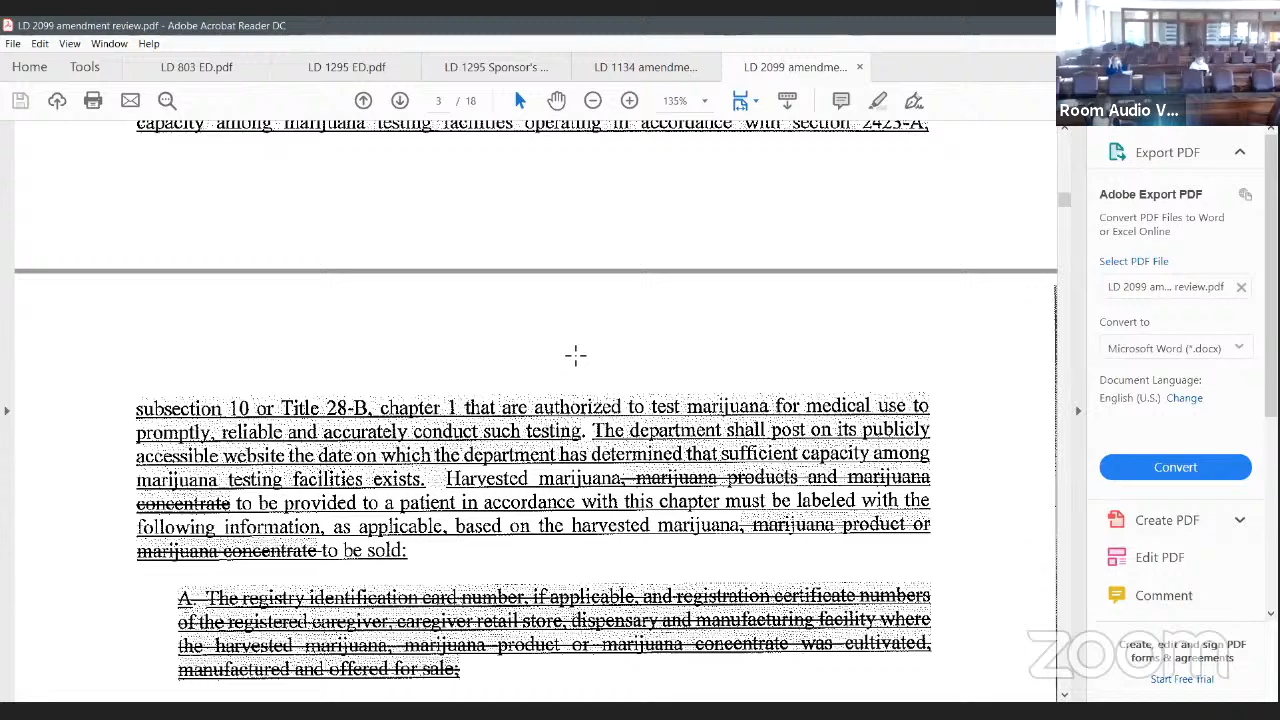 LD 2099 amendment review.pdf - Adobe Acrobat Reader DC
File Edit View Window Help
Home Tools LD 803 ED.pdf LD 1295 ED.pdf LD 1295 Sponsor... LD 1134 amendme... LD 2099 amendme... ×
3 / 18 135%
Room Audio V...
capacity among marijuana testing facilities operating in accordance with section 2423-A,
subsection 10 or Title 28-B, chapter 1 that are authorized to test marijuana for medical use to
promptly, reliable and accurately conduct such testing. The department shall post on its publicly
accessible website the date on which the department has determined that sufficient capacity among
marijuana testing facilities exists. Harvested marijuana, marijuana products and marijuana
concentrate to be provided to a patient in accordance with this chapter must be labeled with the
following information, as applicable, based on the harvested marijuana, marijuana product or
marijuana concentrate to be sold:
A. The registry identification card number, if applicable, and registration certificate numbers
of the registered caregiver, caregiver retail store, dispensary and manufacturing facility where
the harvested marijuana, marijuana product or marijuana concentrate was cultivated,
manufactured and offered for sale;
Export PDF
Adobe Export PDF
Convert PDF Files to Word
or Excel Online
Select PDF File
LD 2099 am... review.pdf ×
Convert to
Microsoft Word (*.docx)
Document Language:
English (U.S.) Change
Convert
Create PDF
Edit PDF
Comment
Create, edit and sign PDF
forms & agreements
Start Free Trial
zoom